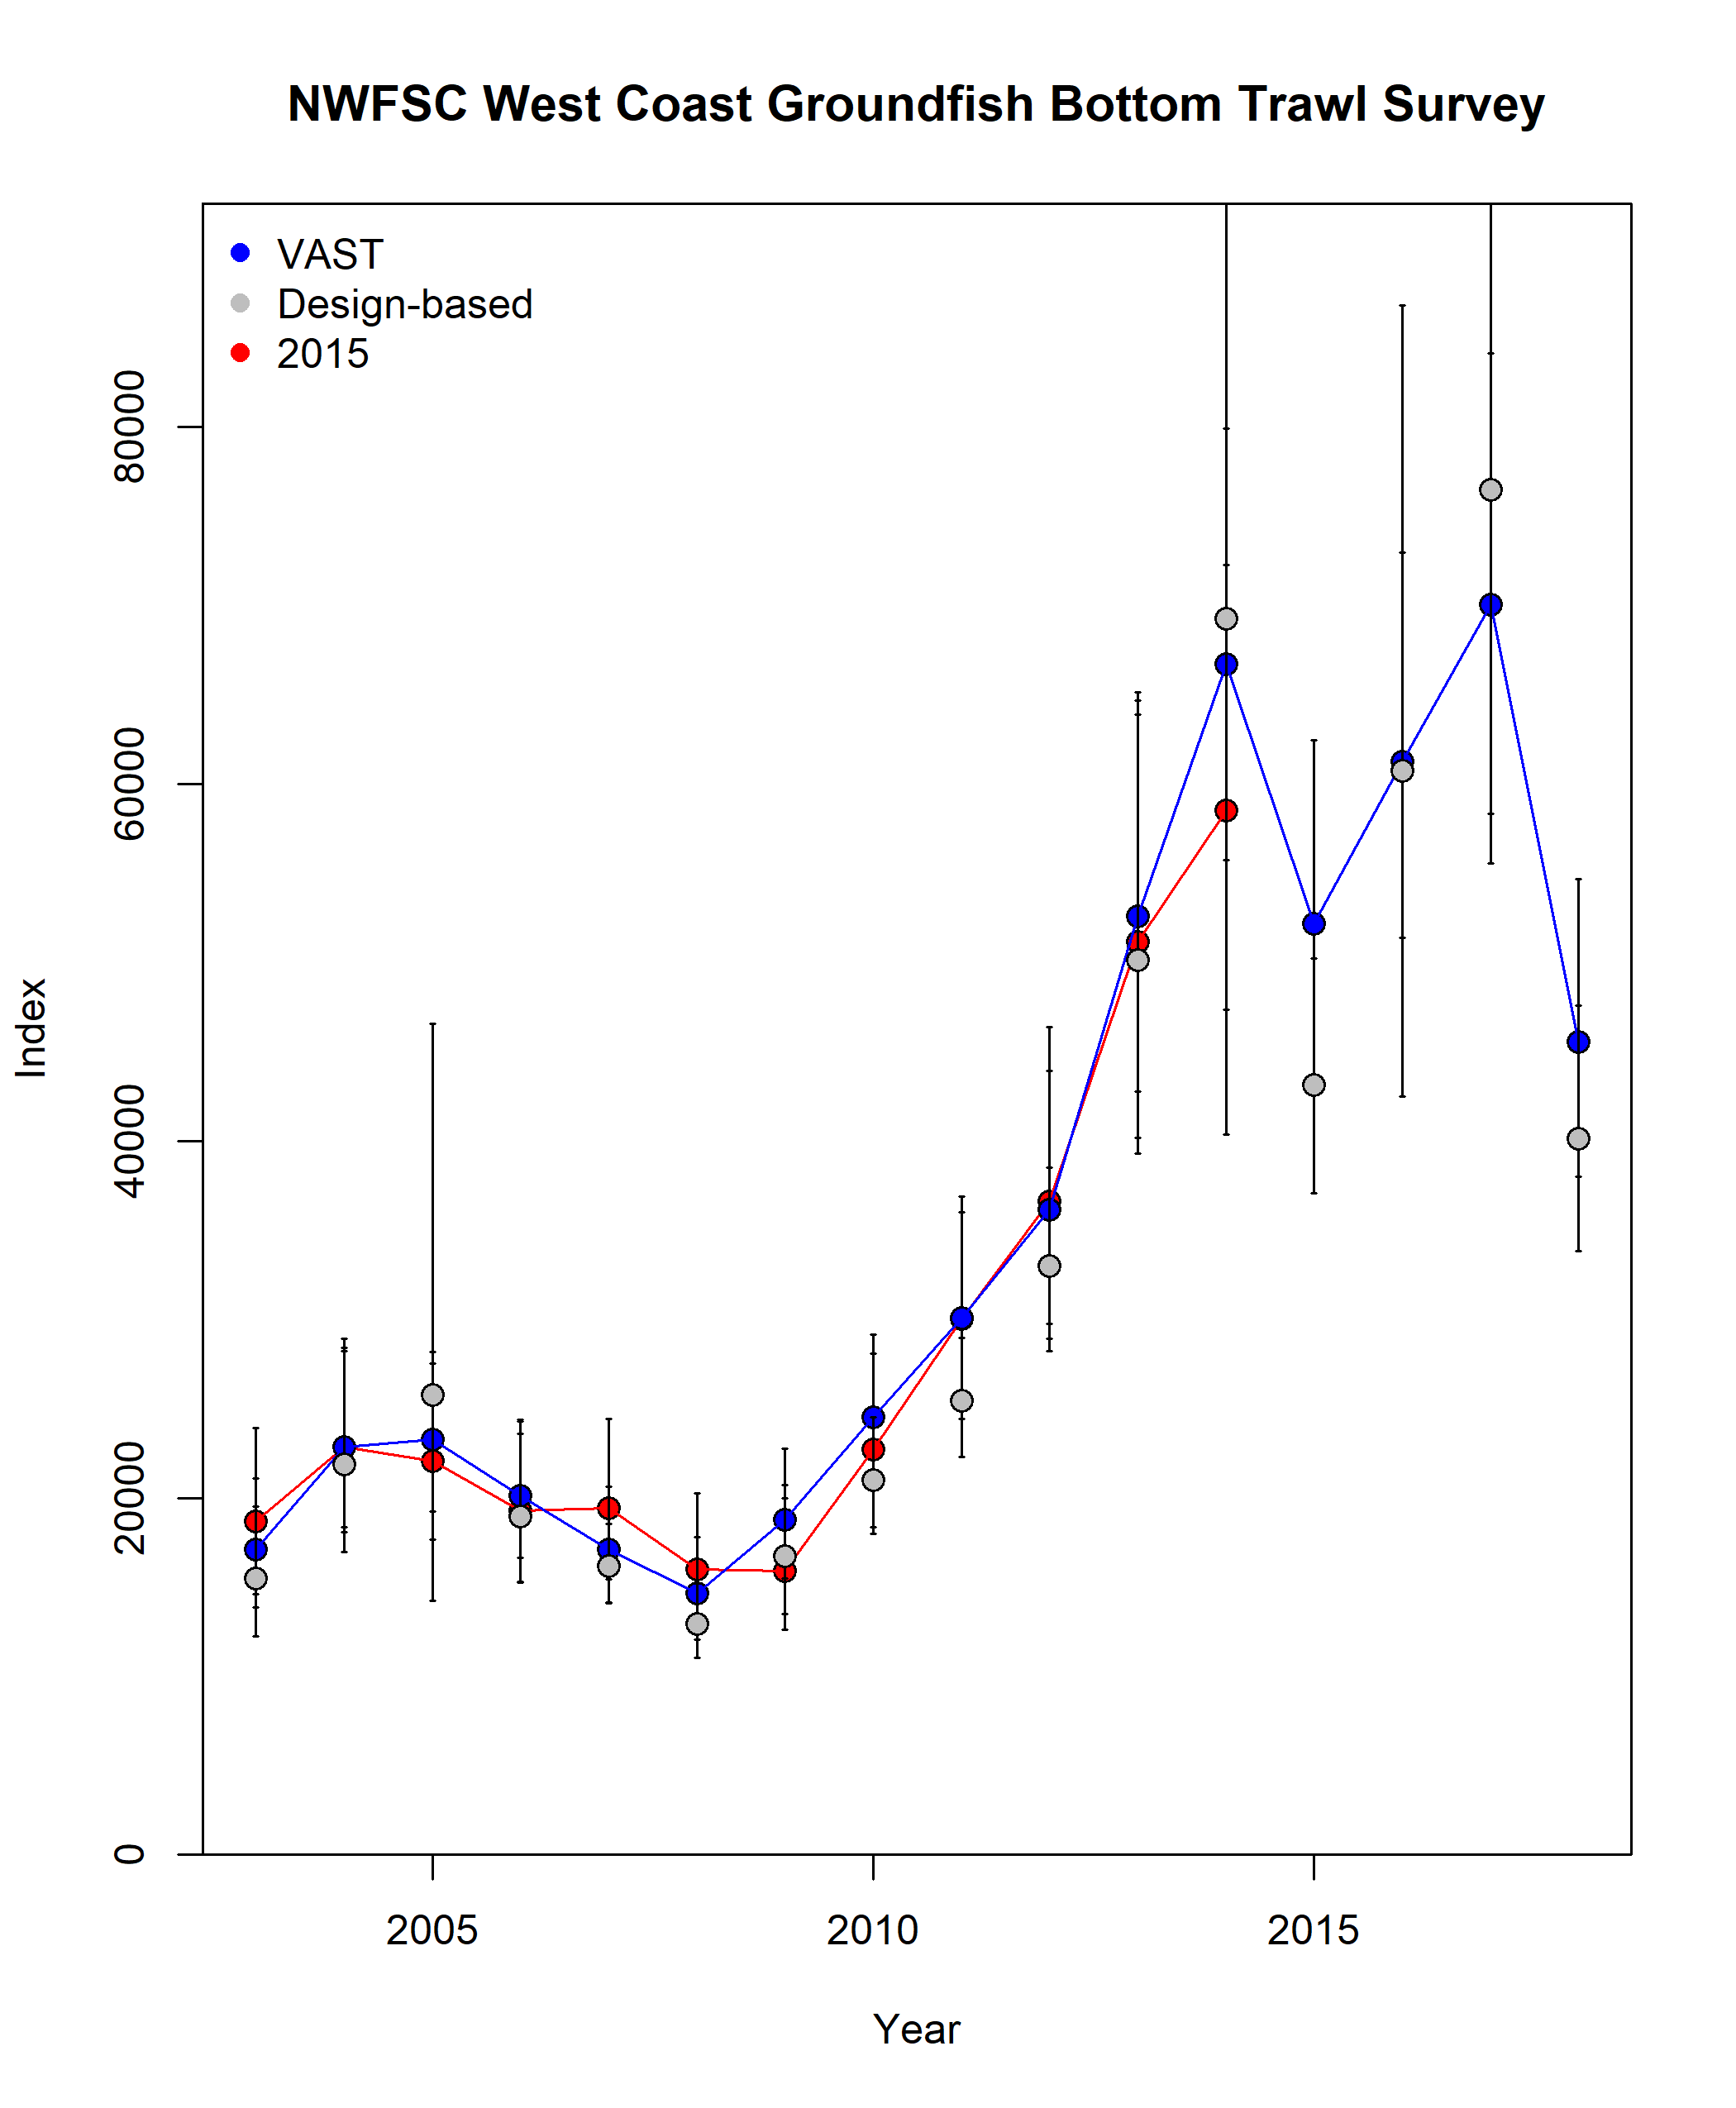 NWFSC West Coast Groundfish Bottom Trawl Survey
VAST
Design-based
2015
80000
60000
40000
20000
0
Index
2005
2010
2015
Year